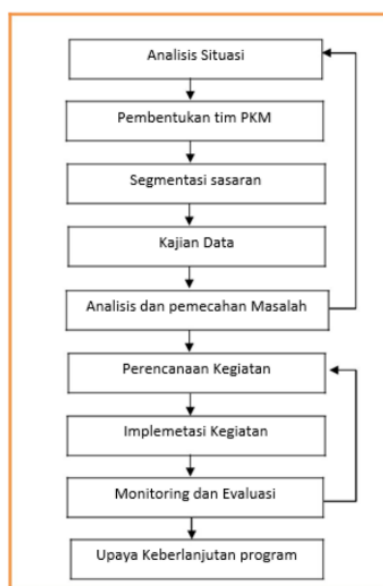 Analisis Situasi
Pembentukan tim PKM
Segmentasi sasaran
Kajian Data
Analisis dan pemecahan Masalah
Perencanaan Kegiatan
Implemetasi Kegiatan
Monitoring dan Evaluasi
Upaya Keberlanjutan program